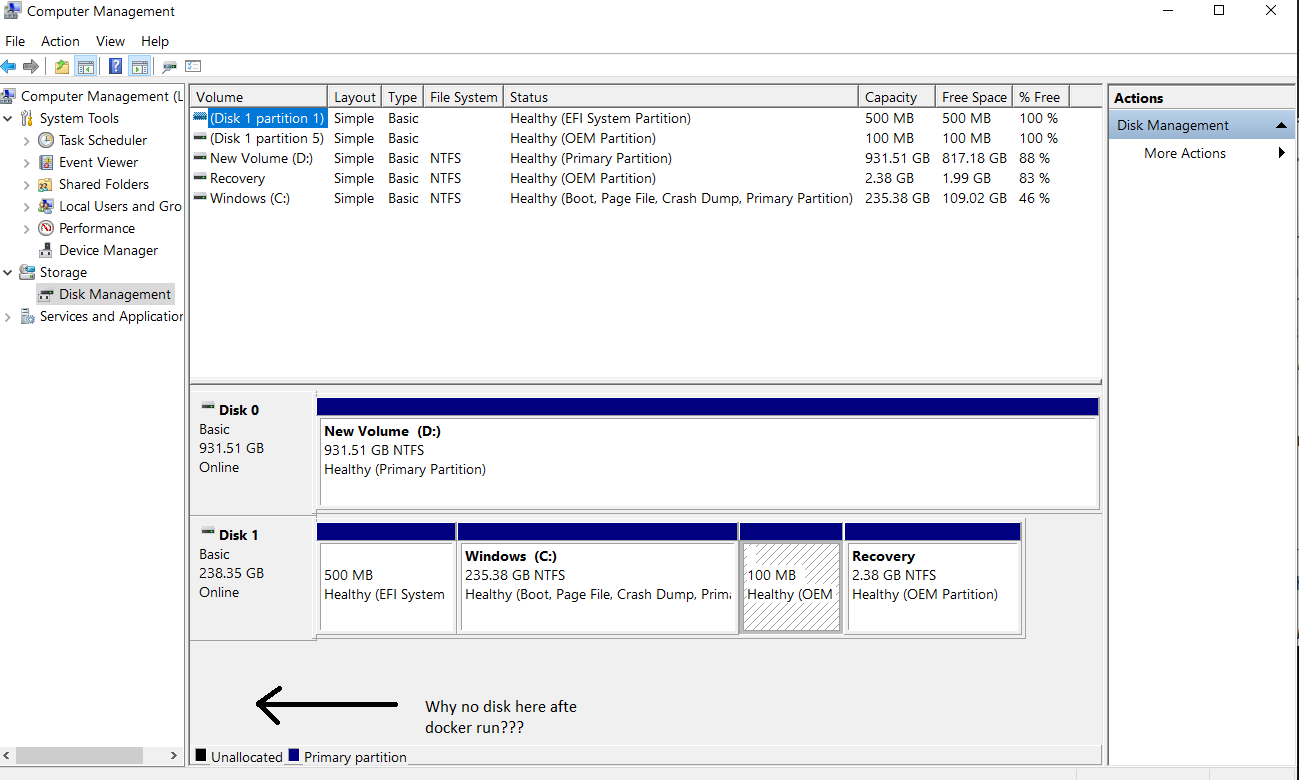 Computer Management
File Action View Help
Computer Management (L
System Tools
Task Scheduler
Event Viewer
Shared Folders
Local Users and Gro
Performance
Device Manager
Storage
Disk Management
Services and Application
Volume Layout Type File System Status Capacity Free Space % Free
(Disk 1 partition 1) Simple Basic Healthy (EFI System Partition) 500 MB 500 MB 100 %
(Disk 1 partition 5) Simple Basic Healthy (OEM Partition) 100 MB 100 MB 100 %
New Volume (D:) Simple Basic NTFS Healthy (Primary Partition) 931.51 GB 817.18 GB 88 %
Recovery Simple Basic NTFS Healthy (OEM Partition) 2.38 GB 1.99 GB 83 %
Windows (C:) Simple Basic NTFS Healthy (Boot, Page File, Crash Dump, Primary Partition) 235.38 GB 109.02 GB 46 %
Disk 0
Basic
931.51 GB
Online
New Volume (D:)
931.51 GB NTFS
Healthy (Primary Partition)
Disk 1
Basic
238.35 GB
Online
500 MB
Healthy (EFI System
Windows (C:)
235.38 GB NTFS
Healthy (Boot, Page File, Crash Dump, Prima
100 MB
Healthy (OEM
Recovery
2.38 GB NTFS
Healthy (OEM Partition)
Why no disk here afte
docker run???
Unallocated Primary partition
Actions
Disk Management
More Actions